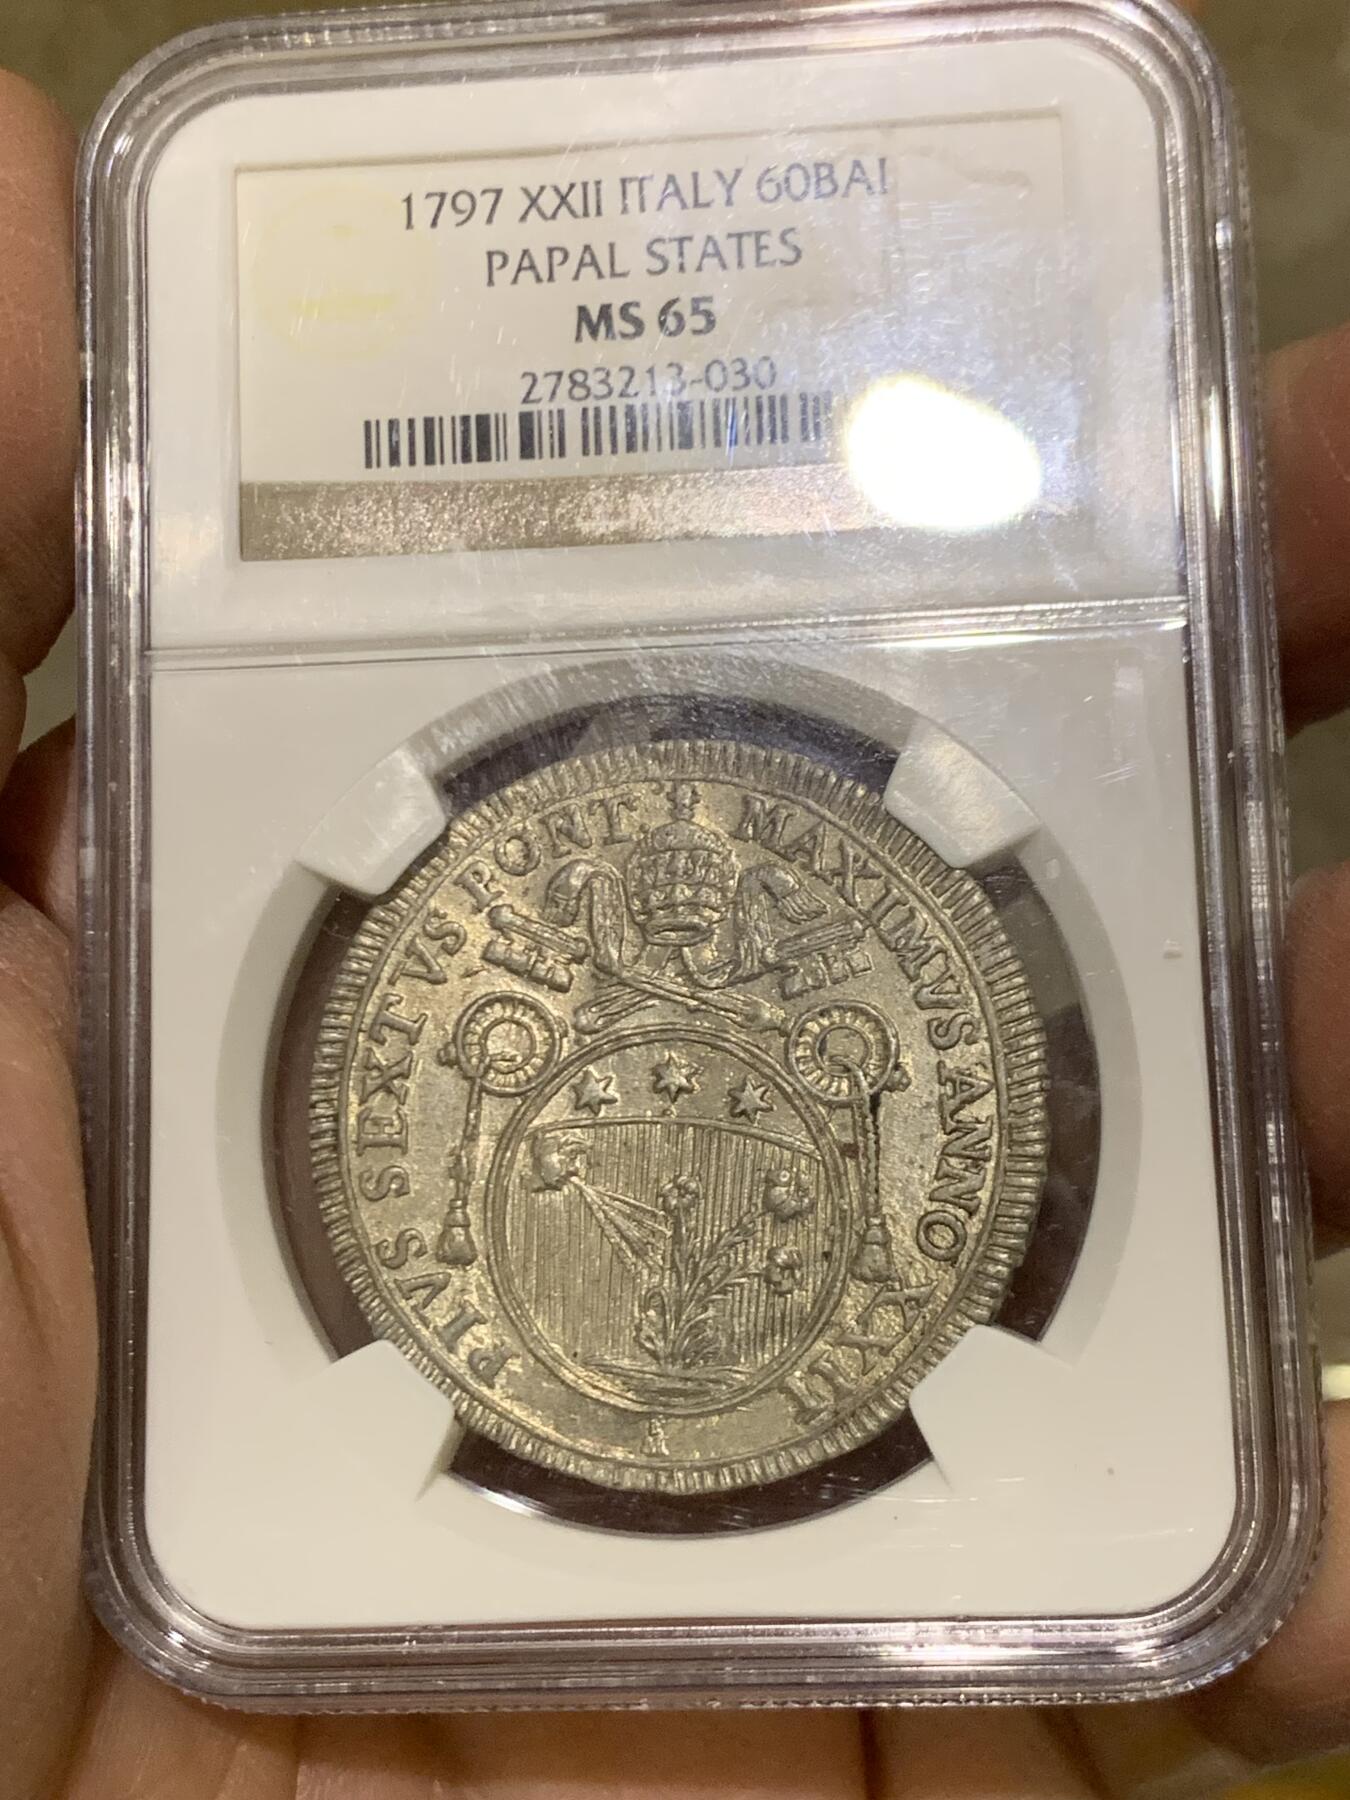 1797 XXII ITALY 60BAI
PAPAL STATES
MS 65
2783213-030
PIVS SEXTVS PONT. MAXIMVS ANNO XXII
A